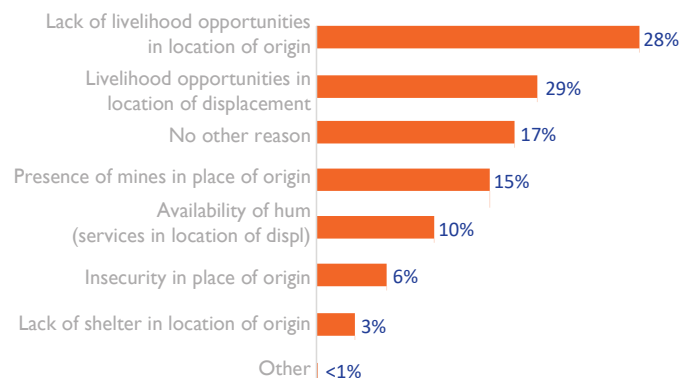 Lack of livelihood opportunities
in location of origin
28%
Livelihood opportunities in
location of displacement
29%
No other reason
17%
Presence of mines in place of origin
15%
Availability of hum
(services in location of displ)
10%
Insecurity in place of origin
6%
Lack of shelter in location of origin
3%
Other
<1%